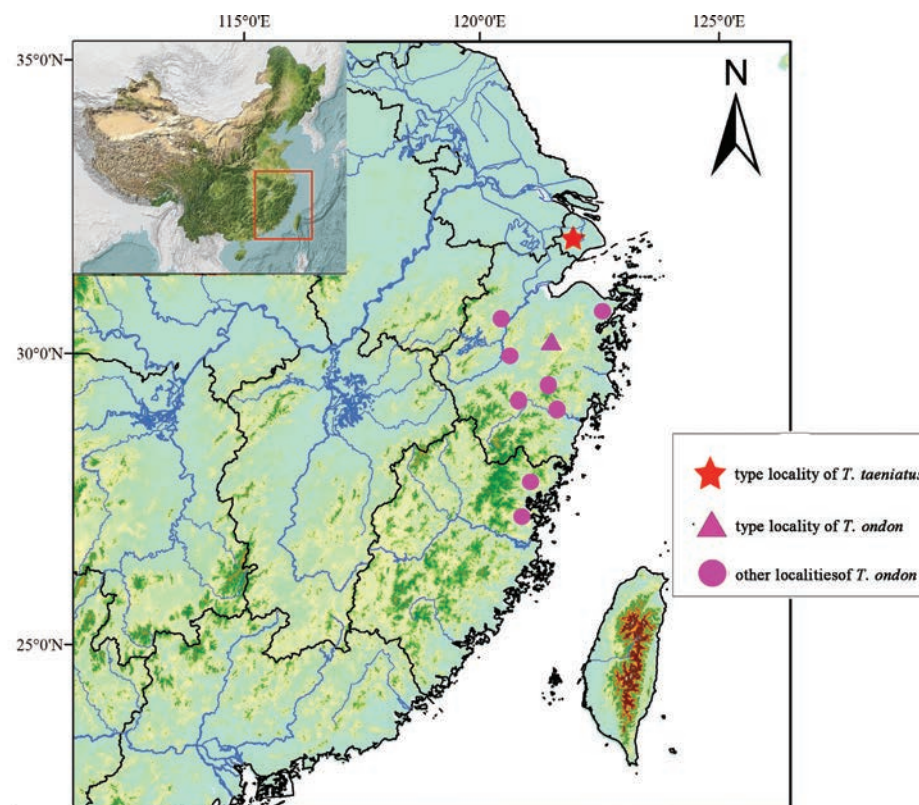 115°0'E 120°0'E 125°0'E
35°0'N
N
30°0'N
25°0'N
type locality of T. taeniatus
type locality of T. ondon
other localitiesof T. ondon